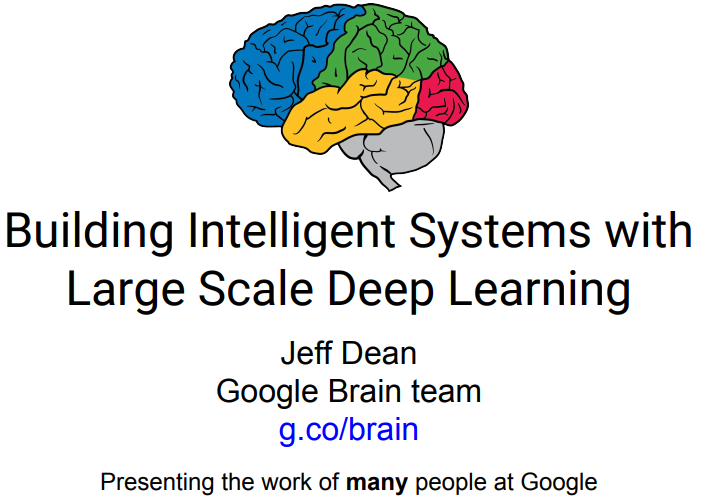 Building Intelligent Systems with
Large Scale Deep Learning
Jeff Dean
Google Brain team
g.co/brain
Presenting the work of many people at Google